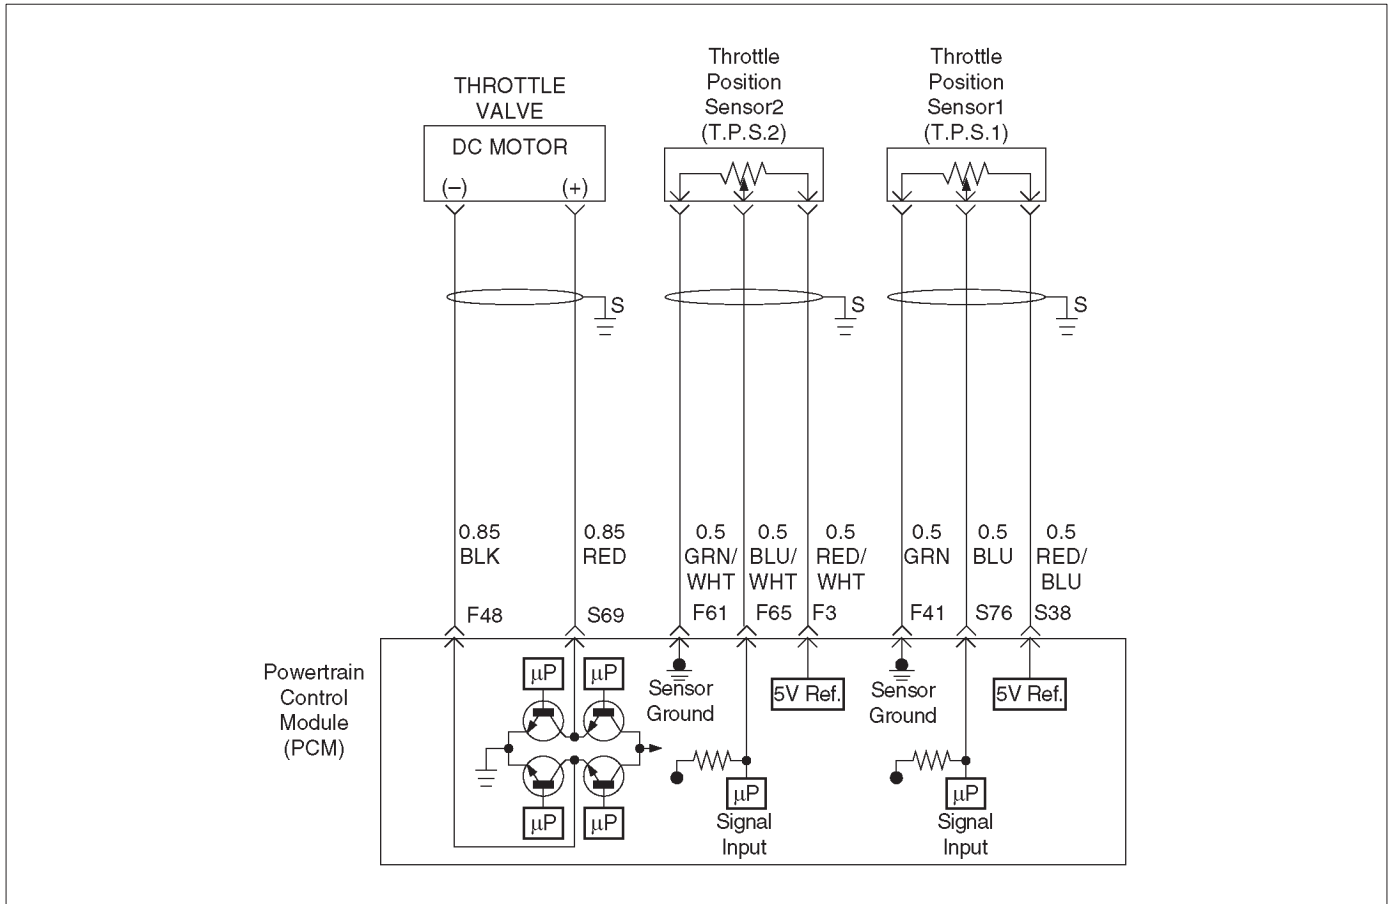 THROTTLE
VALVE
DC MOTOR
(–)
(+)
Throttle
Position
Sensor2
(T.P.S.2)
Throttle
Position
Sensor1
(T.P.S.1)
S
S
S
0.85
BLK
0.85
RED
0.5
GRN/
WHT
0.5
BLU/
WHT
0.5
RED/
WHT
0.5
GRN
0.5
BLU
0.5
RED/
BLU
F48
S69
F61
F65
F3
F41
S76
S38
Powertrain
Control
Module
(PCM)
µP
µP
µP
µP
Sensor
Ground
5V Ref.
Sensor
Ground
5V Ref.
µP
Signal
Input
µP
Signal
Input